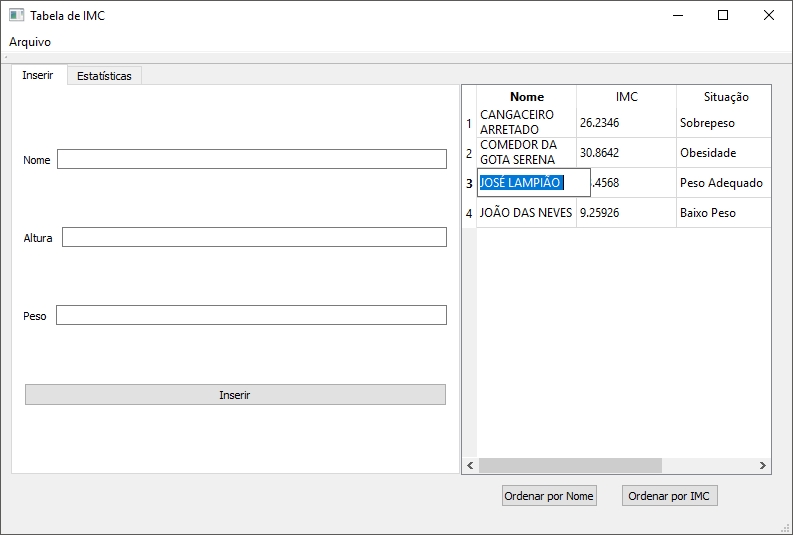 Tabela de IMC
Arquivo
Inserir Estatísticas
Nome
Altura
Peso
Inserir
Nome IMC Situação
1 CANGACEIRO ARRETADO 26.2346 Sobrepeso
2 COMEDOR DA GOTA SERENA 30.8642 Obesidade
3 JOSÉ LAMPIÃO .4568 Peso Adequado
4 JOÃO DAS NEVES 9.25926 Baixo Peso
Ordenar por Nome Ordenar por IMC